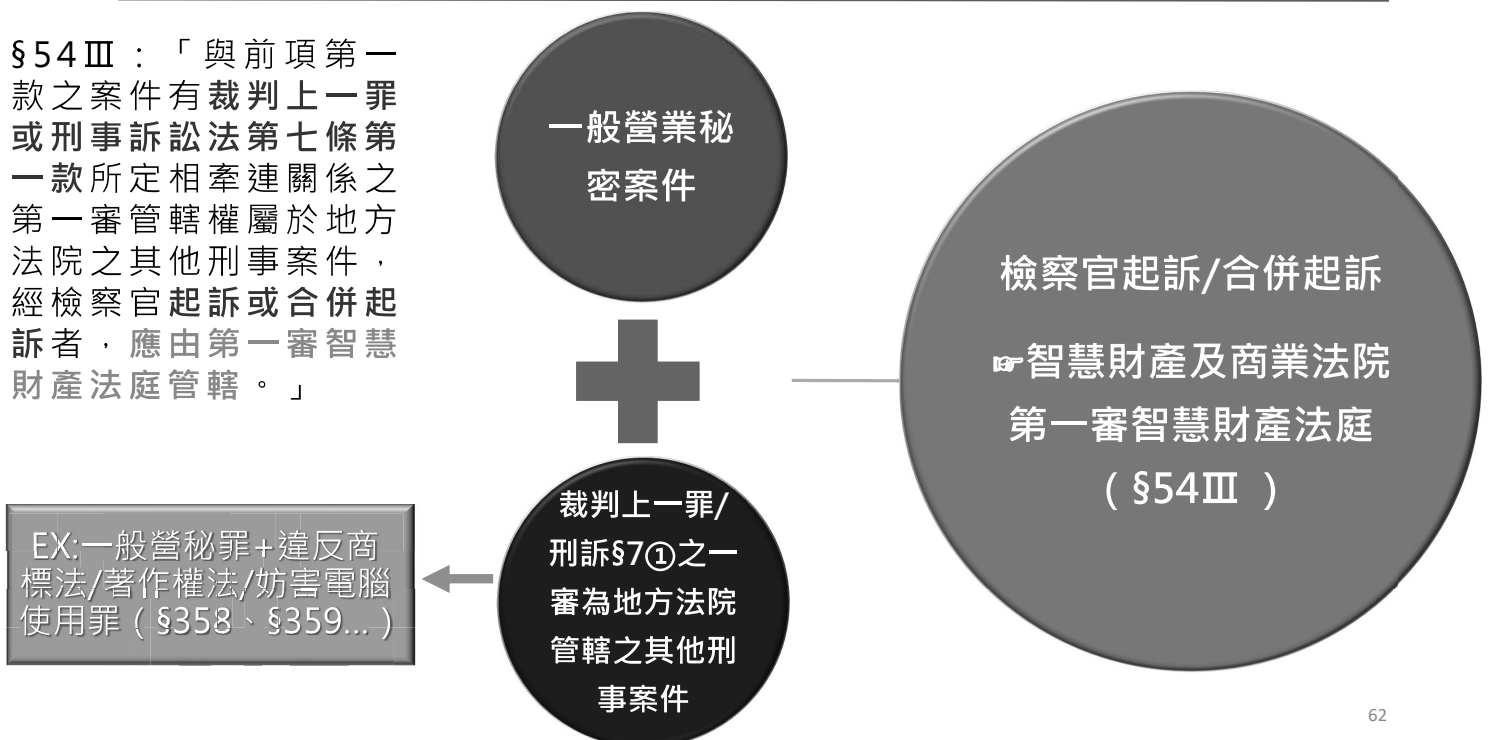 §54Ⅲ：「與前項第一
款之案件有裁判上一罪
或刑事訴訟法第七條第
一款所定相牽連關係之
第一審管轄權屬於地方
法院之其他刑事案件，
經檢察官起訴或合併起
訴者，應由第一審智慧
財產法庭管轄。」
一般營業秘
密案件
裁判上一罪/
刑訴§7①之一
審為地方法院
管轄之其他刑
事案件
EX:一般營秘罪+違反商
標法/著作權法/妨害電腦
使用罪（§358、§359...）
檢察官起訴/合併起訴
☞智慧財產及商業法院
第一審智慧財產法庭
（§54Ⅲ ）
62